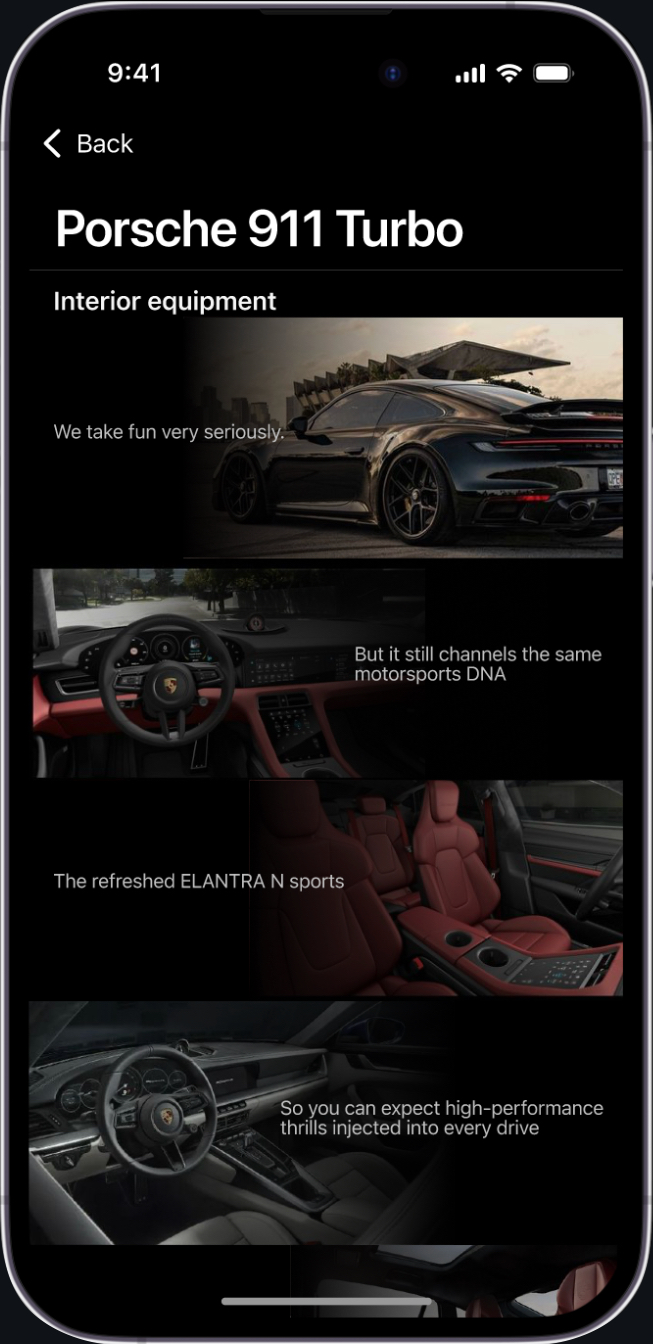 9:41
Back
Porsche 911 Turbo
Interior equipment
We take fun very seriously.
But it still channels the same
motorsports DNA
The refreshed ELANTRA N sports
So you can expect high-performance
thrills injected into every drive